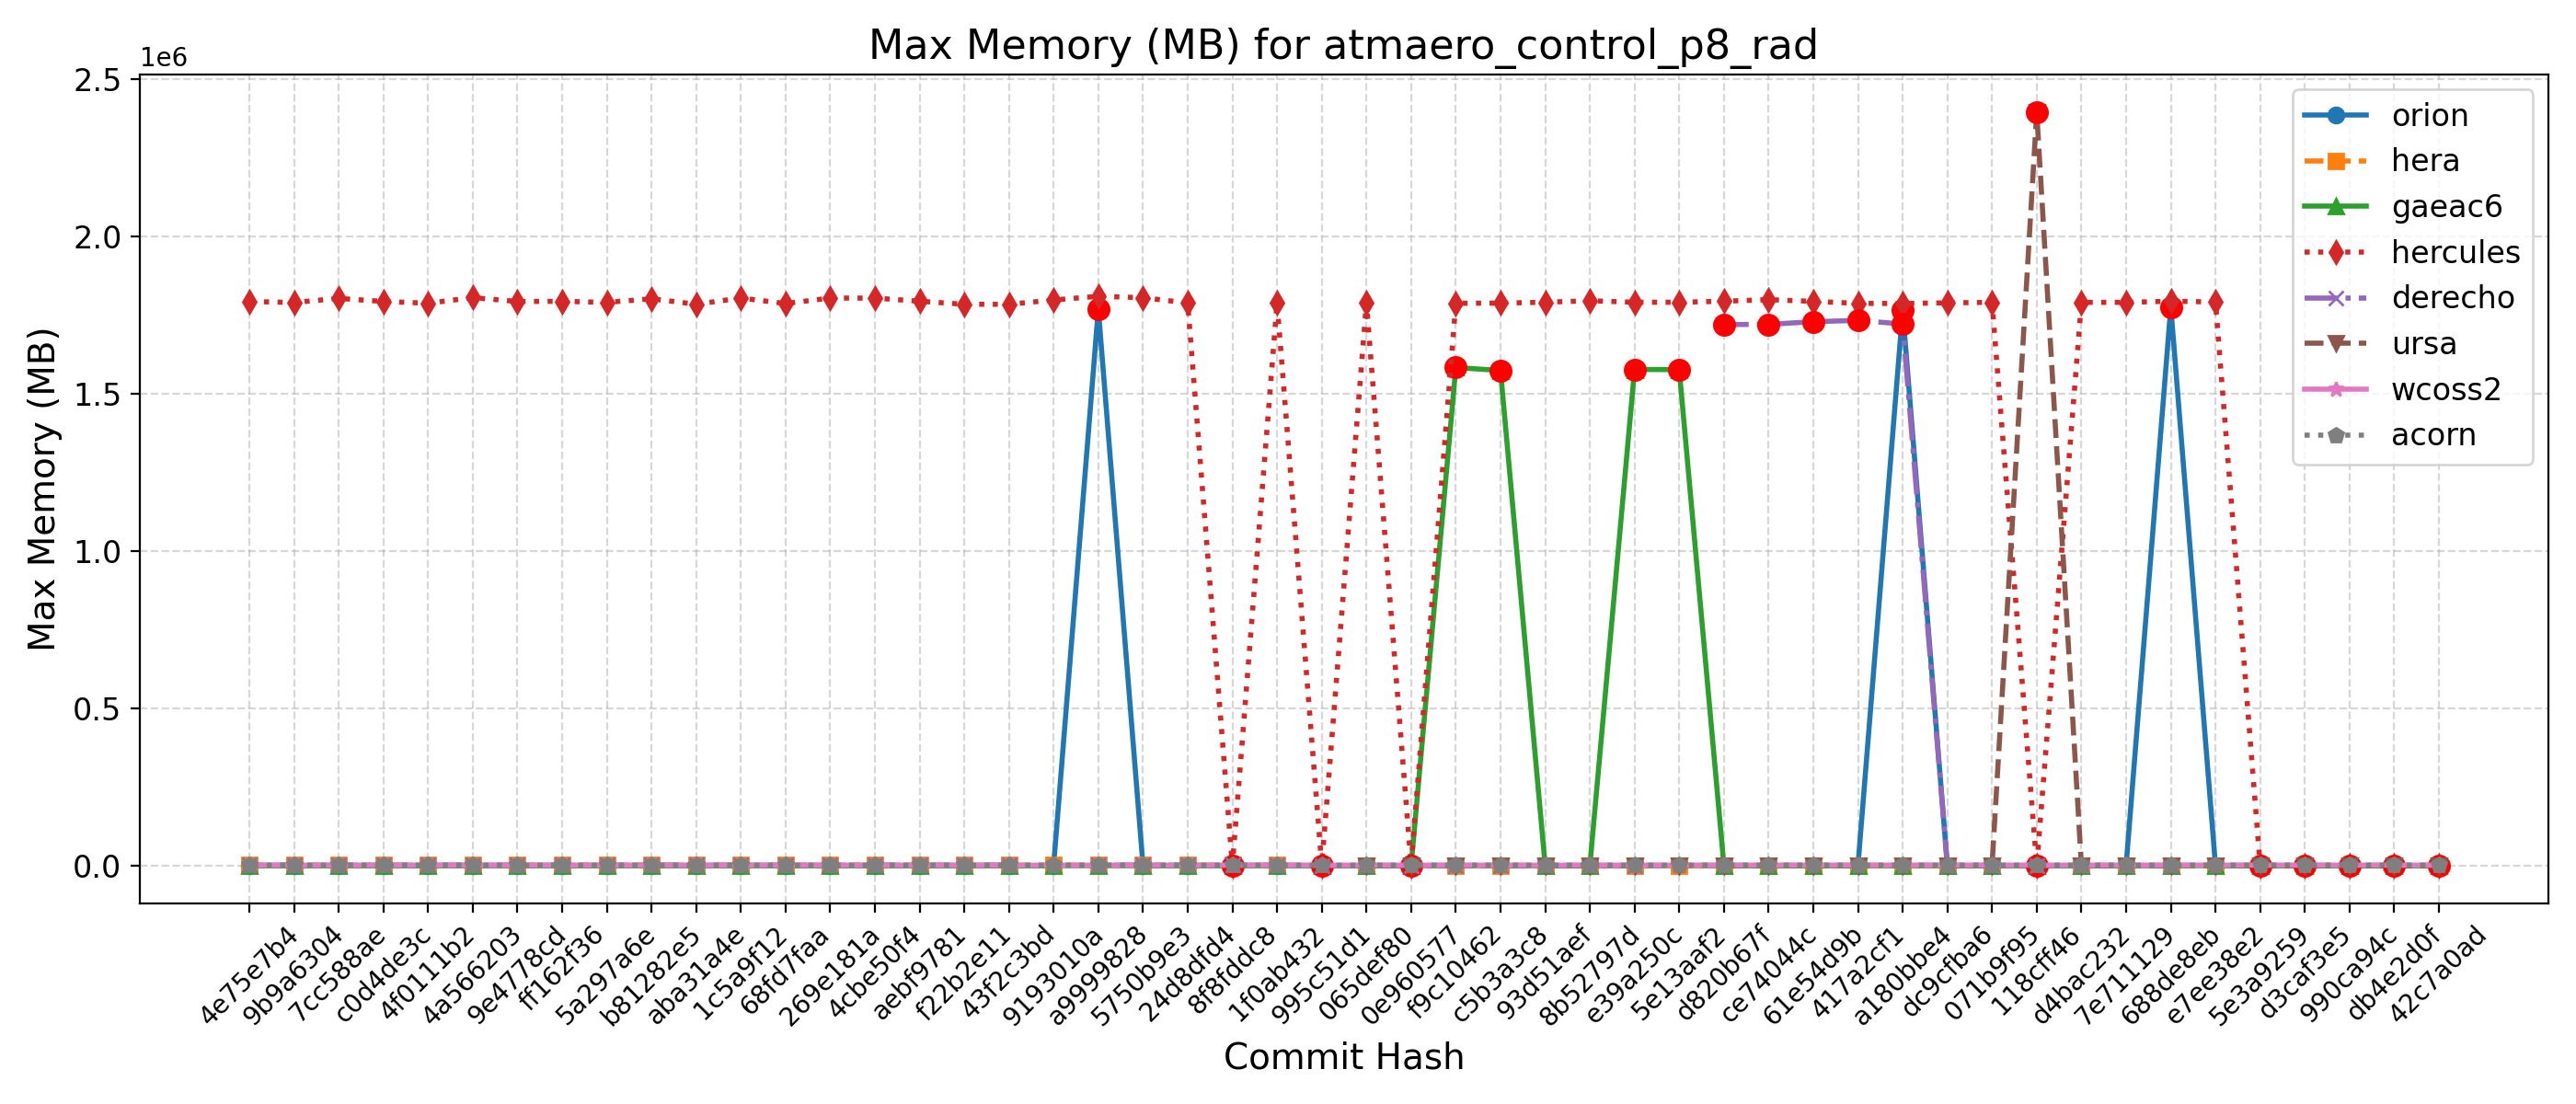 Max Memory (MB) for atmaero_control_p8_rad
1e6
2.5
2.0
1.5
1.0
0.5
0.0
Max Memory (MB)
orion
hera
gaeac6
hercules
derecho
ursa
wcoss2
acorn
4e75e7b4
9b9a6304
7cc588ae
c0d4de3c
4f0111b2
4a566203
9e4778cd
ff162f36
5a297a6e
b81282e5
aba31a4e
1c5a9f12
68fd7faa
269e181a
4cbe50f4
aebf9781
f22b2e11
43f2c3bd
9193010a
a9999828
5750b9e3
24d8dfd4
8f8fddc8
1f0ab432
995c51d1
065def80
0e960577
f9c10462
c5b3a3c8
93d51aef
8b52797d
e39a250c
5e13aaf2
d820b67f
ce74044c
61e54d9b
417a2cf1
a180bbe4
dc9cfba6
071b9f95
118cff46
d4bac232
7e711129
688de8eb
e7ee38e2
5e3a9259
d3caf3e5
990ca94c
db4e2d0f
42c7a0ad
Commit Hash